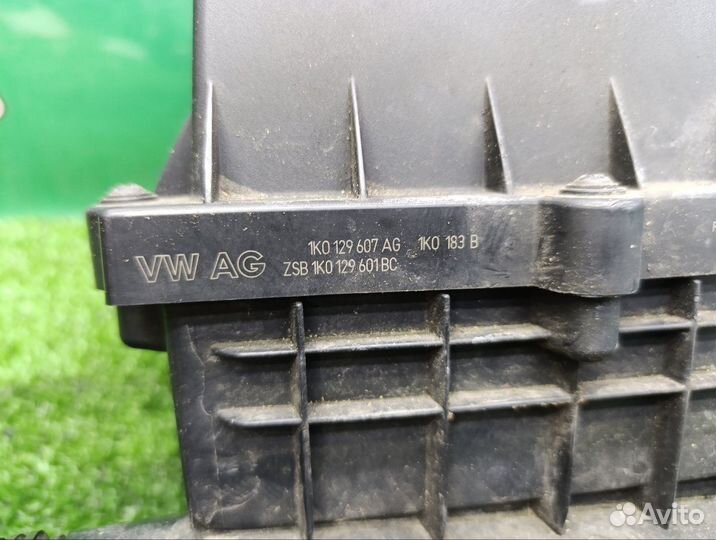 VW AG
1K0 129 607 AG 1K0 183 B
ZSB 1K0 129 601 BC
Avito